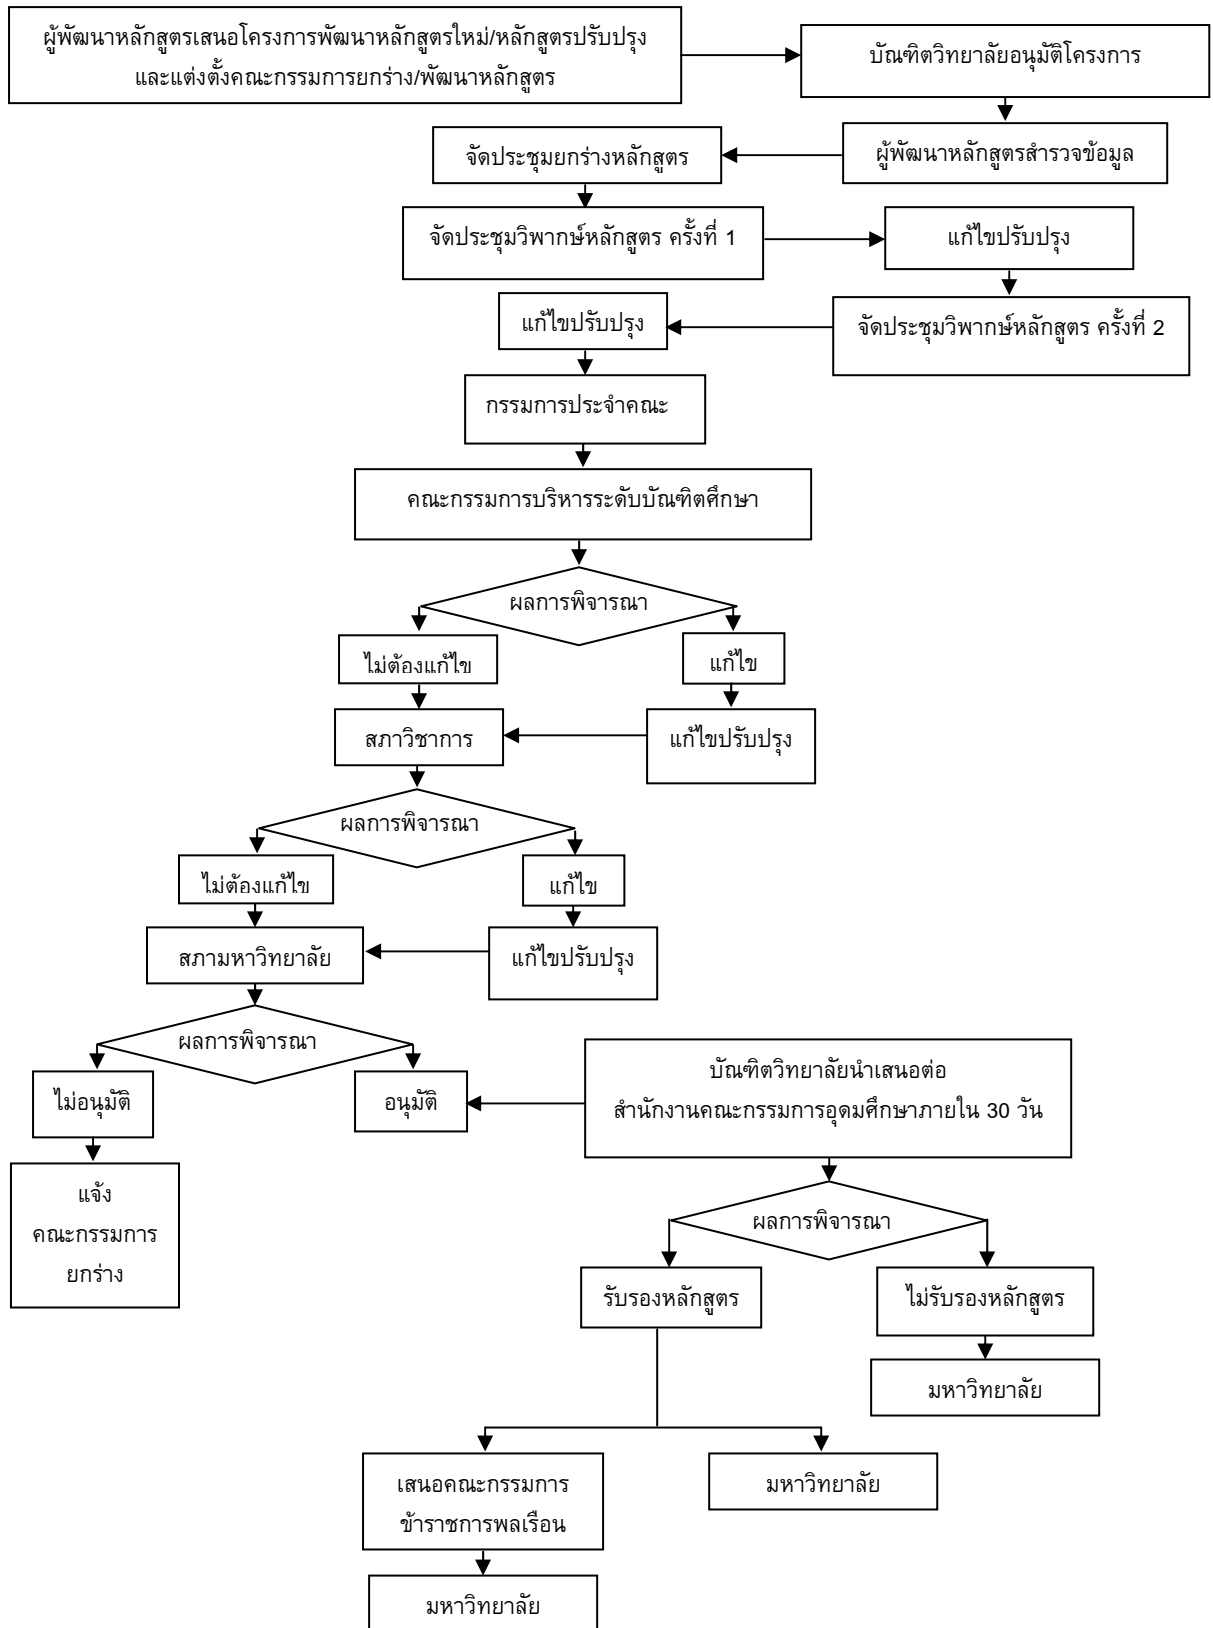 ผู้พัฒนาหลักสูตรเสนอโครงการพัฒนาหลักสูตรใหม่/หลักสูตรปรับปรุง
และแต่งตั้งคณะกรรมการยกร่าง/พัฒนาหลักสูตร
บัณฑิตวิทยาลัยอนุมัติโครงการ
ผู้พัฒนาหลักสูตรสำรวจข้อมูล
จัดประชุมยกร่างหลักสูตร
จัดประชุมวิพากษ์หลักสูตร ครั้งที่ 1
แก้ไขปรับปรุง
จัดประชุมวิพากษ์หลักสูตร ครั้งที่ 2
แก้ไขปรับปรุง
กรรมการประจำคณะ
คณะกรรมการบริหารระดับบัณฑิตศึกษา
ผลการพิจารณา
ไม่ต้องแก้ไข
แก้ไข
สภาวิชาการ
แก้ไขปรับปรุง
ผลการพิจารณา
ไม่ต้องแก้ไข
แก้ไข
สภามหาวิทยาลัย
แก้ไขปรับปรุง
ผลการพิจารณา
ไม่อนุมัติ
อนุมัติ
บัณฑิตวิทยาลัยนำเสนอต่อ
สำนักงานคณะกรรมการอุดมศึกษาภายใน 30 วัน
แจ้ง
คณะกรรมการ
ยกร่าง
ผลการพิจารณา
รับรองหลักสูตร
ไม่รับรองหลักสูตร
มหาวิทยาลัย
เสนอคณะกรรมการ
ข้าราชการพลเรือน
มหาวิทยาลัย
มหาวิทยาลัย